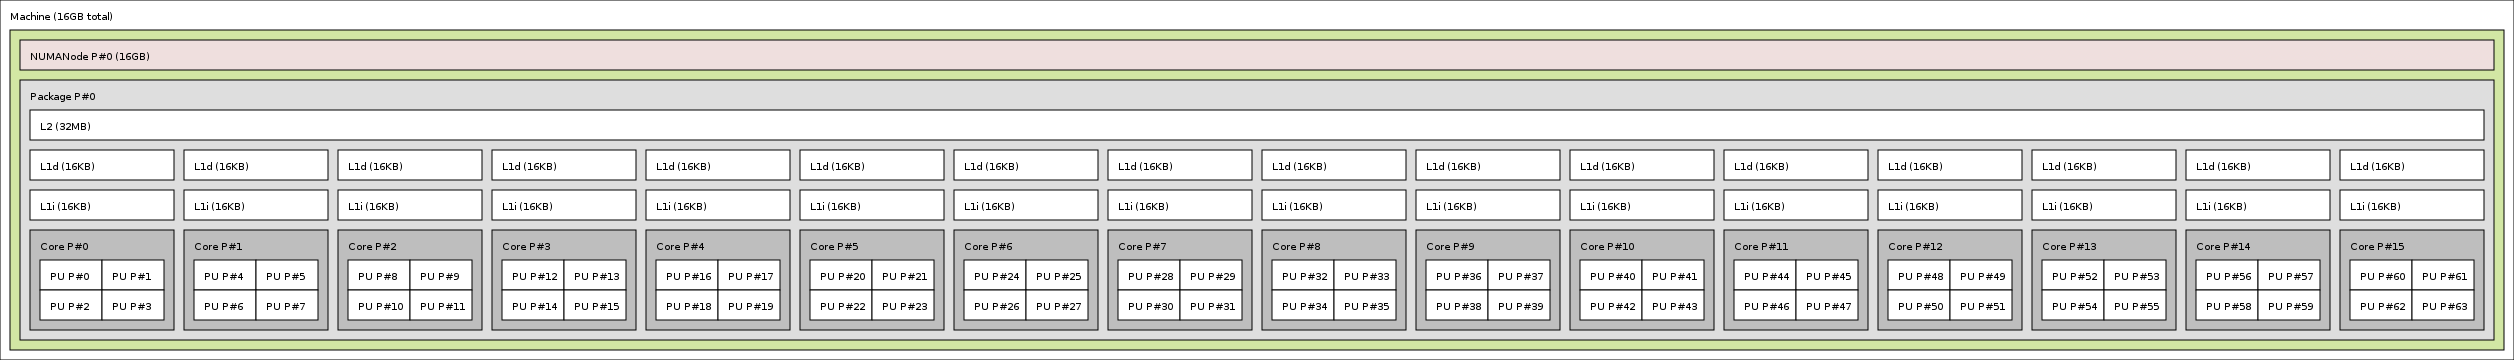 Machine (16GB total)
NUMANode P#0 (16GB)
Package P#0
L2 (32MB)
L1d (16KB) L1d (16KB) L1d (16KB) L1d (16KB) L1d (16KB) L1d (16KB) L1d (16KB) L1d (16KB) L1d (16KB) L1d (16KB) L1d (16KB) L1d (16KB) L1d (16KB) L1d (16KB) L1d (16KB) L1d (16KB)
L1i (16KB) L1i (16KB) L1i (16KB) L1i (16KB) L1i (16KB) L1i (16KB) L1i (16KB) L1i (16KB) L1i (16KB) L1i (16KB) L1i (16KB) L1i (16KB) L1i (16KB) L1i (16KB) L1i (16KB) L1i (16KB)
Core P#0 Core P#1 Core P#2 Core P#3 Core P#4 Core P#5 Core P#6 Core P#7 Core P#8 Core P#9 Core P#10 Core P#11 Core P#12 Core P#13 Core P#14 Core P#15
PU P#0 PU P#1 PU P#4 PU P#5 PU P#8 PU P#9 PU P#12 PU P#13 PU P#16 PU P#17 PU P#20 PU P#21 PU P#24 PU P#25 PU P#28 PU P#29 PU P#32 PU P#33 PU P#36 PU P#37 PU P#40 PU P#41 PU P#44 PU P#45 PU P#48 PU P#49 PU P#52 PU P#53 PU P#56 PU P#57 PU P#60 PU P#61
PU P#2 PU P#3 PU P#6 PU P#7 PU P#10 PU P#11 PU P#14 PU P#15 PU P#18 PU P#19 PU P#22 PU P#23 PU P#26 PU P#27 PU P#30 PU P#31 PU P#34 PU P#35 PU P#38 PU P#39 PU P#42 PU P#43 PU P#46 PU P#47 PU P#50 PU P#51 PU P#54 PU P#55 PU P#58 PU P#59 PU P#62 PU P#63